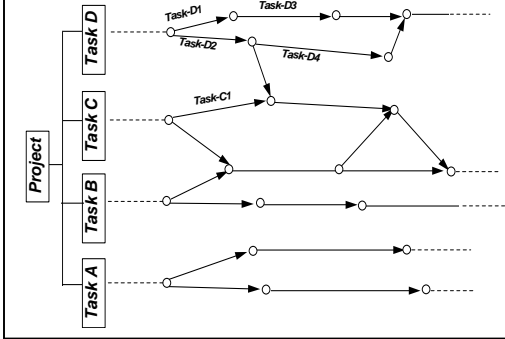 Task-D1
Task-D3
Task-D2
Task-D4
Task-C1
Project
Task D
Task C
Task B
Task A